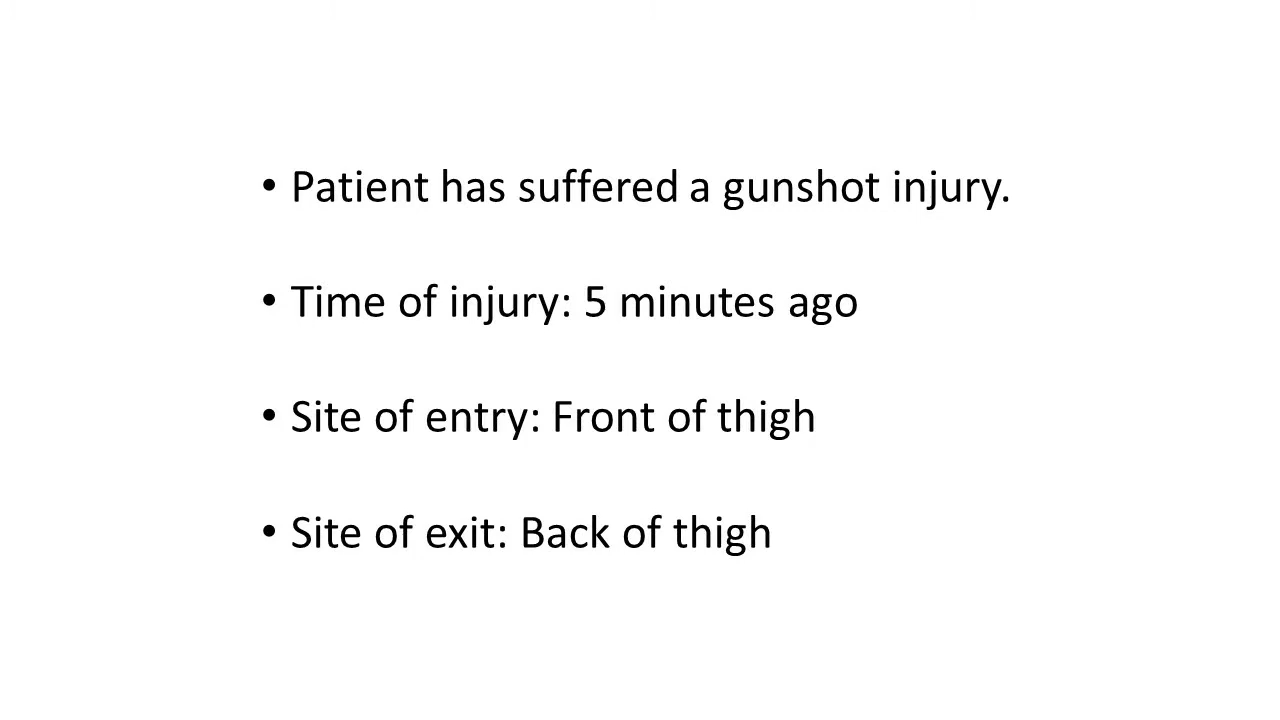 • Patient has suffered a gunshot injury.
• Time of injury: 5 minutes ago
• Site of entry: Front of thigh
• Site of exit: Back of thigh